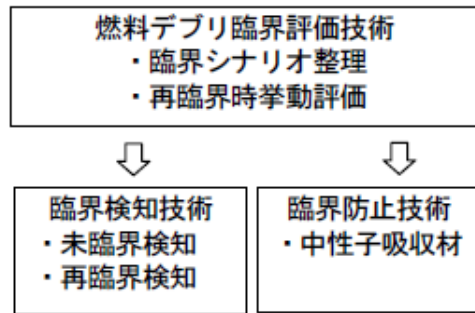 燃料デブリ臨界評価技術
・臨界シナリオ整理
・再臨界時挙動評価
臨界検知技術
・未臨界検知
・再臨界検知
臨界防止技術
・中性子吸収材